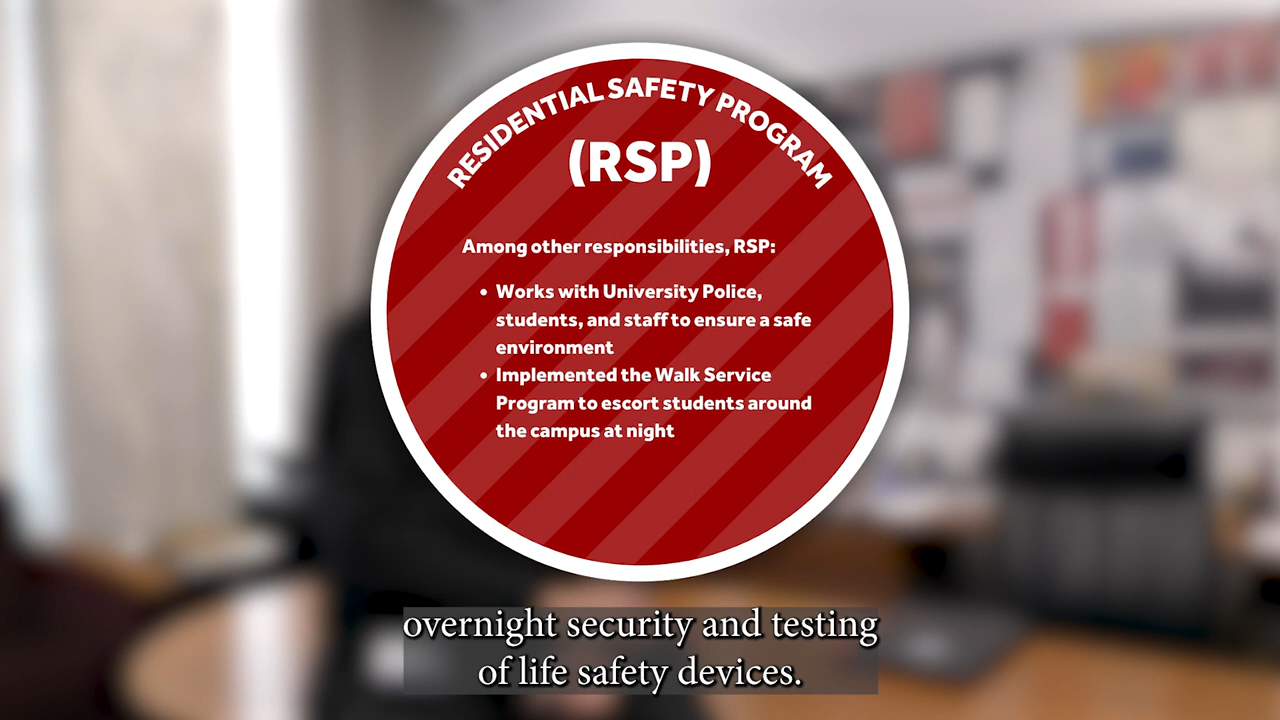 RESIDENTIAL SAFETY PROGRAM
(RSP)
Among other responsibilities, RSP:
• Works with University Police,
students, and staff to ensure a safe
environment
• Implemented the Walk Service
Program to escort students around
the campus at night
overnight security and testing
of life safety devices.